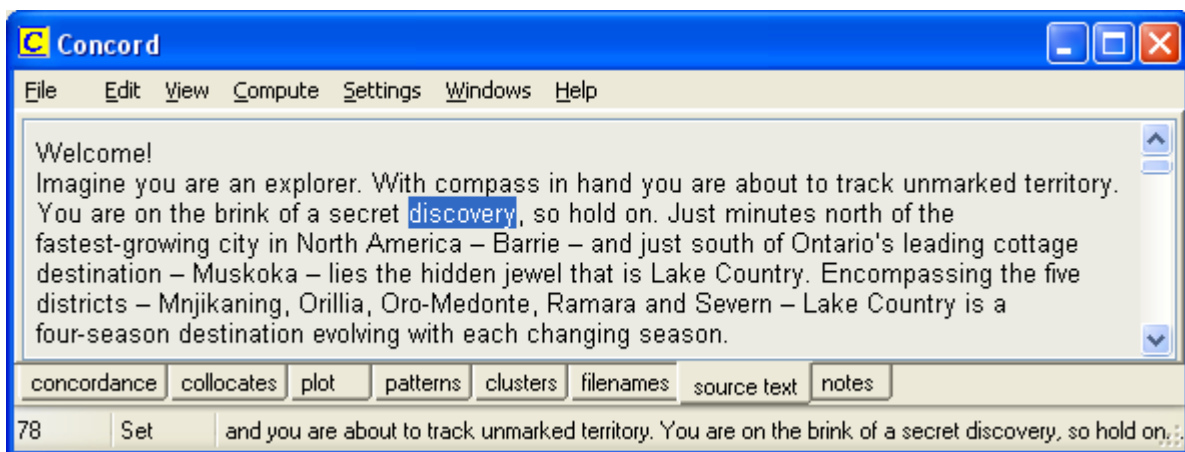 C Concord
File Edit View Compute Settings Windows Help
Welcome!
Imagine you are an explorer. With compass in hand you are about to track unmarked territory.
You are on the brink of a secret discovery, so hold on. Just minutes north of the
fastest-growing city in North America – Barrie – and just south of Ontario's leading cottage
destination – Muskoka – lies the hidden jewel that is Lake Country. Encompassing the five
districts – Mnjikaning, Orillia, Oro-Medonte, Ramara and Severn – Lake Country is a
four-season destination evolving with each changing season.
concordance collocates plot patterns clusters filenames source text notes
78 Set and you are about to track unmarked territory. You are on the brink of a secret discovery, so hold on.